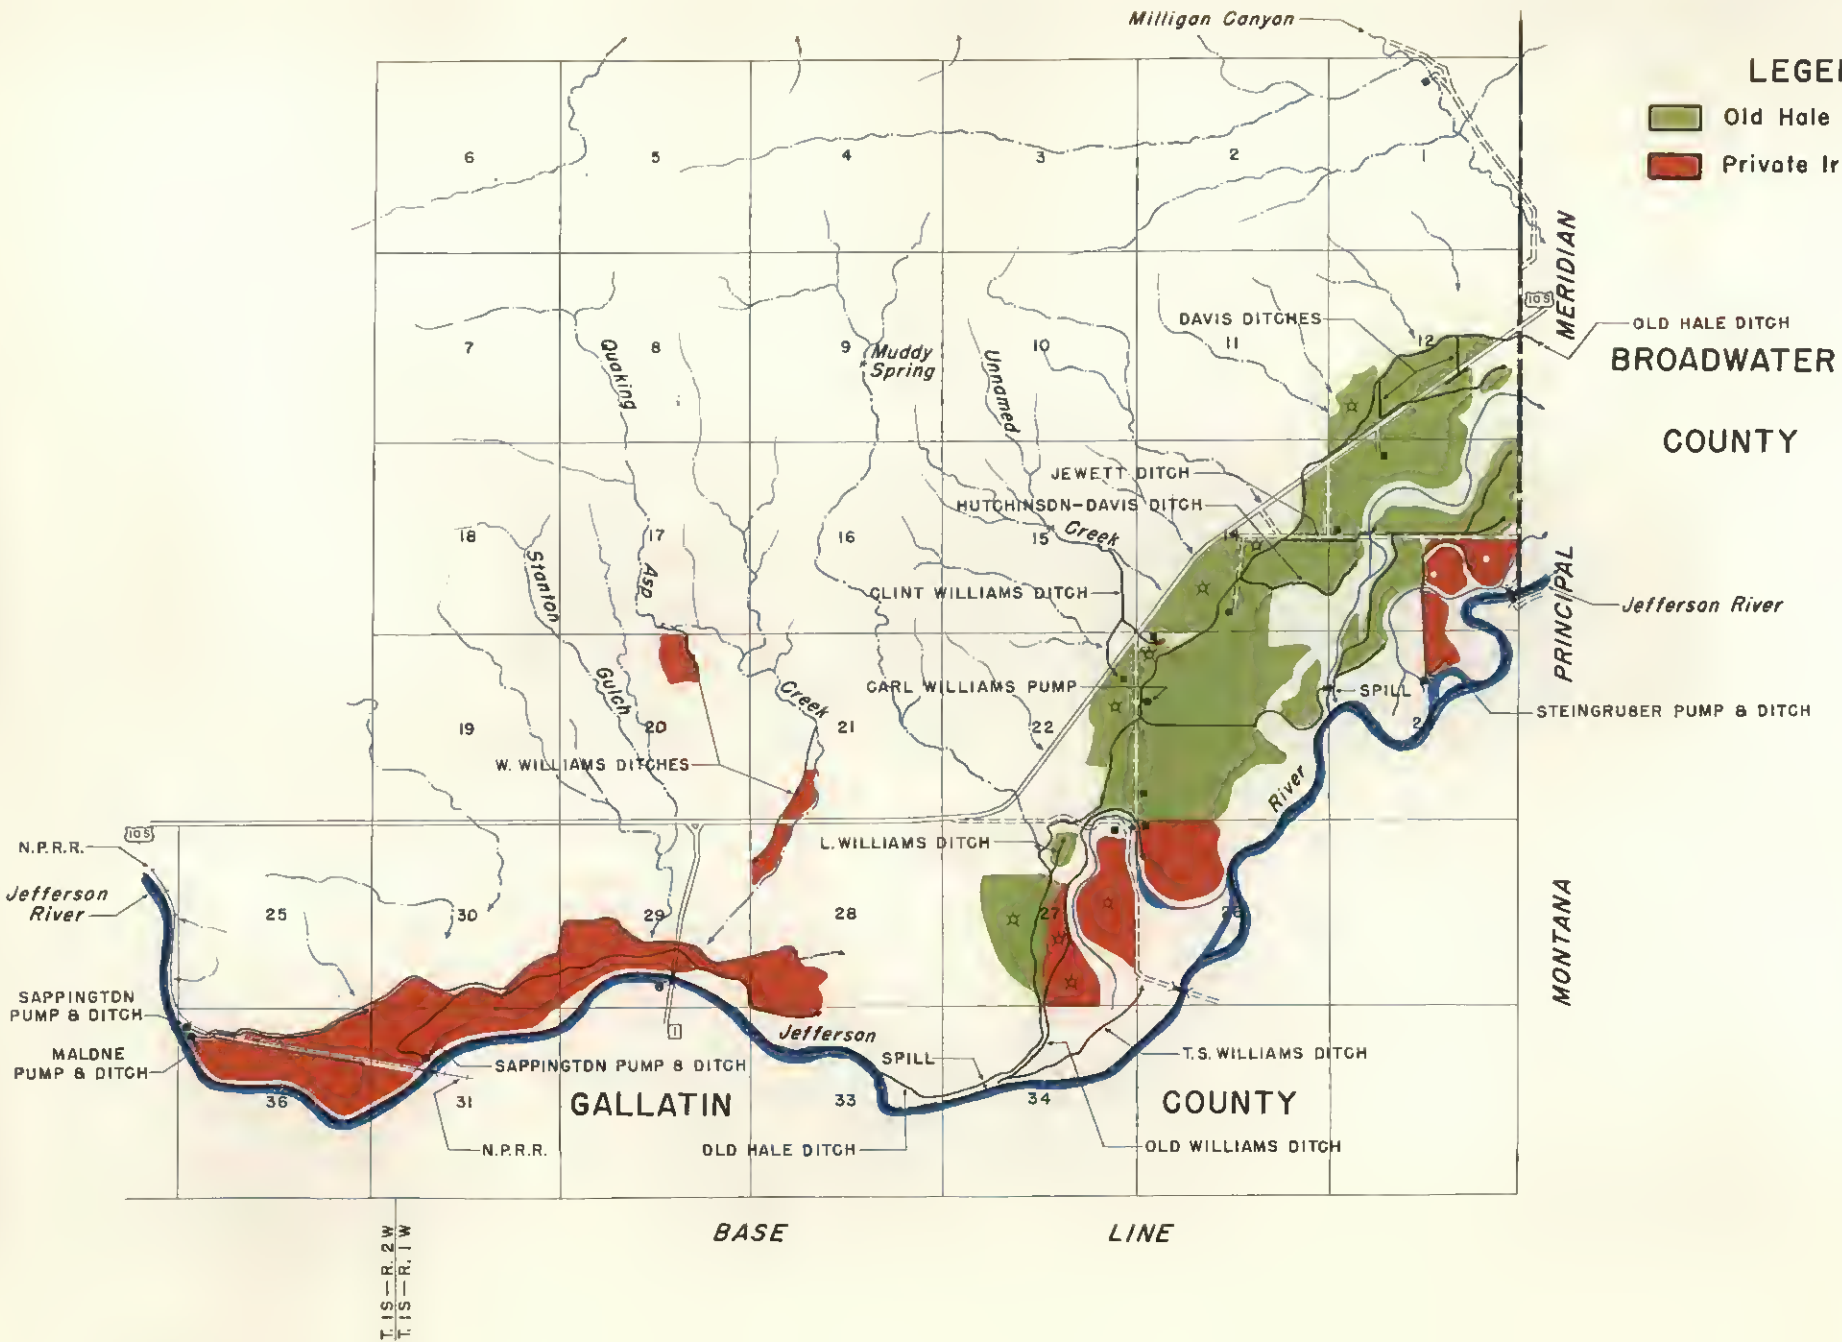 Milligan Canyon
LEGE
Old Hale
Private Ir
6
5
4
3
2
1
MERIDIAN
10S
DAVIS DITCHES
OLD HALE DITCH
BROADWATER
COUNTY
7
8
9
10
11
12
Quaking
Muddy
Spring
Unnamed
JEWETT DITCH
HUTCHINSON-DAVIS DITCH
Creek
18
17
16
15
14
Stanton
Asp
CLINT WILLIAMS DITCH
PRINCIPAL
Jefferson River
Gulch
Creek
CARL WILLIAMS PUMP
SPILL
STEINGRUBER PUMP & DITCH
19
20
21
22
2
W. WILLIAMS DITCHES
River
10S
N.P.R.R.
L. WILLIAMS DITCH
Jefferson
River
25
30
29
28
27
26
MONTANA
SAPPINGTON
PUMP & DITCH
MALONE
PUMP & DITCH
1
Jefferson
SAPPINGTON PUMP & DITCH
SPILL
T.S. WILLIAMS DITCH
36
31
GALLATIN
33
34
COUNTY
N.P.R.R.
OLD HALE DITCH
OLD WILLIAMS DITCH
BASE
LINE
T. 1S—R. 2W
T. 1S—R. 1W